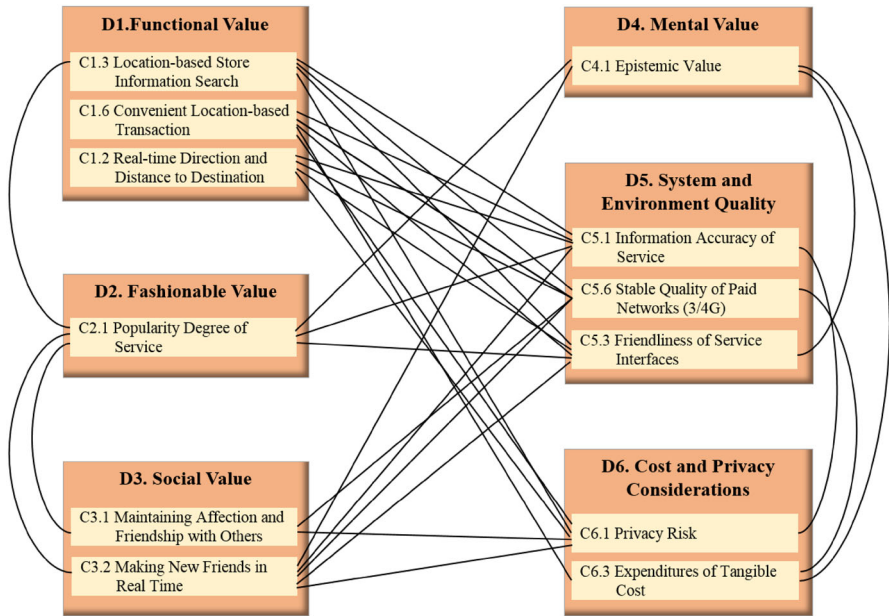 D1.Functional Value
C1.3 Location-based Store
Information Search
C1.6 Convenient Location-based
Transaction
C1.2 Real-time Direction and
Distance to Destination
D2. Fashionable Value
C2.1 Popularity Degree of
Service
D3. Social Value
C3.1 Maintaining Affection and
Friendship with Others
C3.2 Making New Friends in
Real Time
D4. Mental Value
C4.1 Epistemic Value
D5. System and
Environment Quality
C5.1 Information Accuracy of
Service
C5.6 Stable Quality of Paid
Networks (3/4G)
C5.3 Friendliness of Service
Interfaces
D6. Cost and Privacy
Considerations
C6.1 Privacy Risk
C6.3 Expenditures of Tangible
Cost